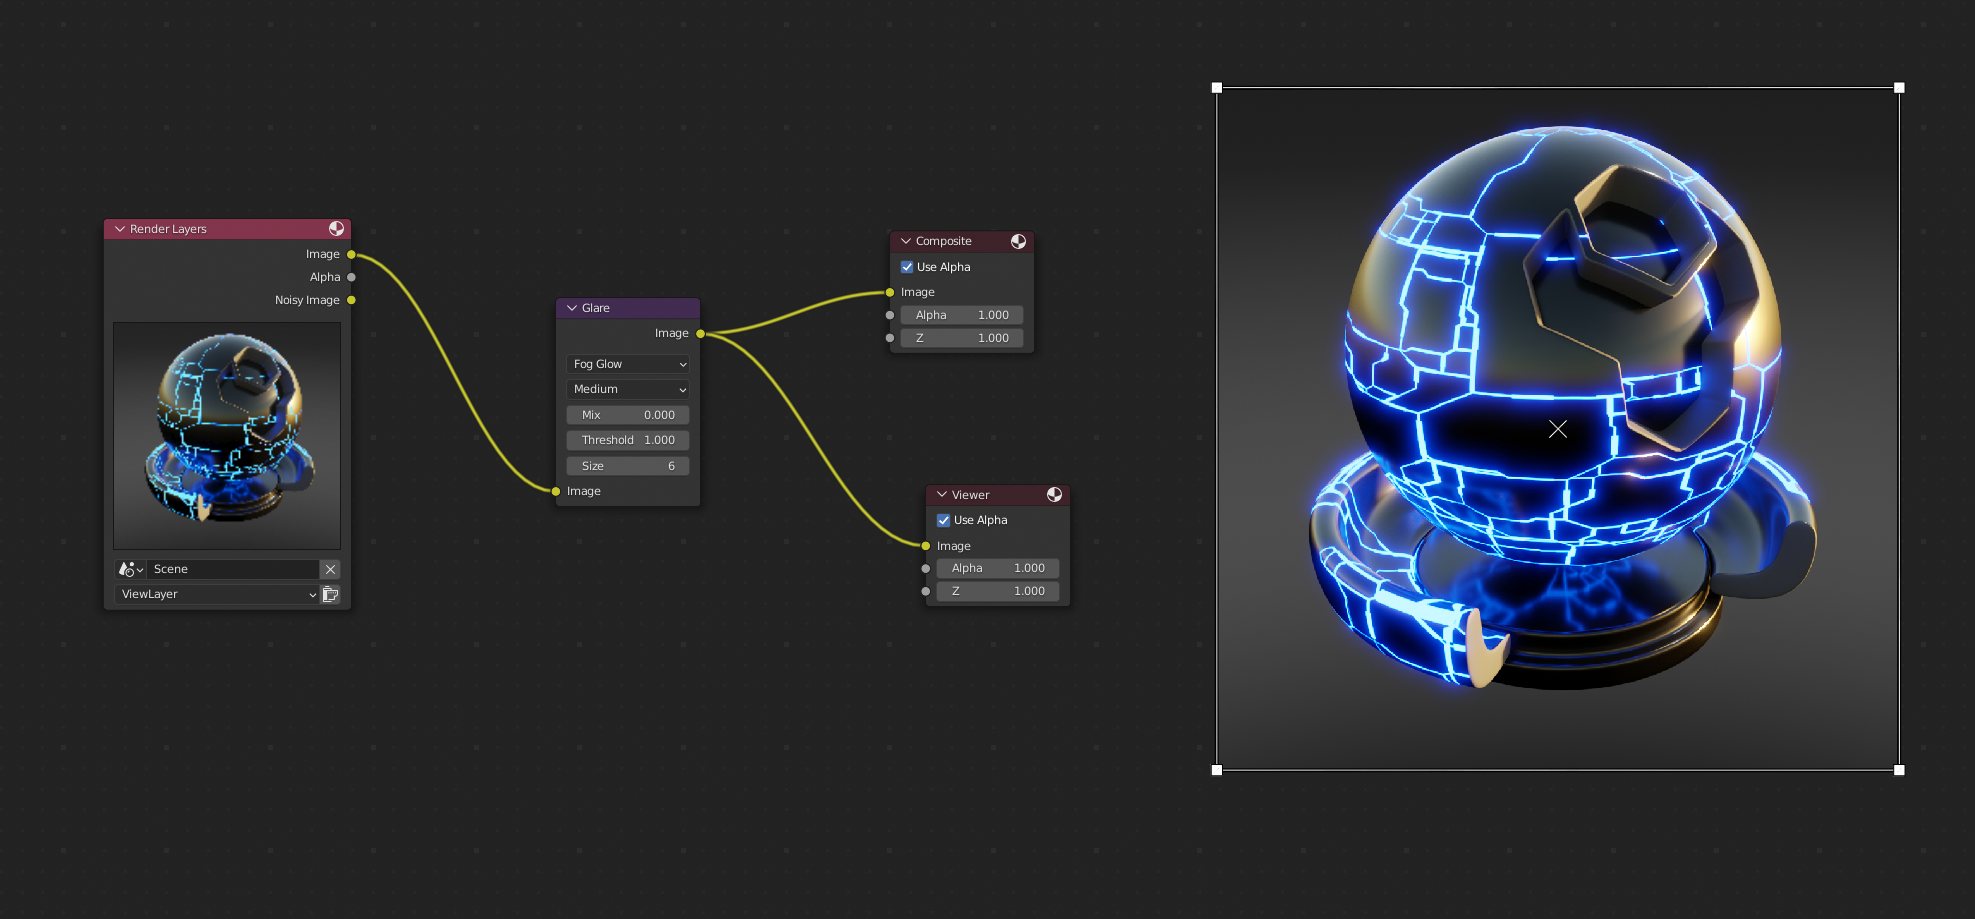 Render Layers
Image
Alpha
Noisy Image
Scene
ViewLayer
Glare
Image
Fog Glow
Medium
Mix 0.000
Threshold 1.000
Size 6
Image
Composite
Use Alpha
Image
Alpha 1.000
Z 1.000
Viewer
Use Alpha
Image
Alpha 1.000
Z 1.000